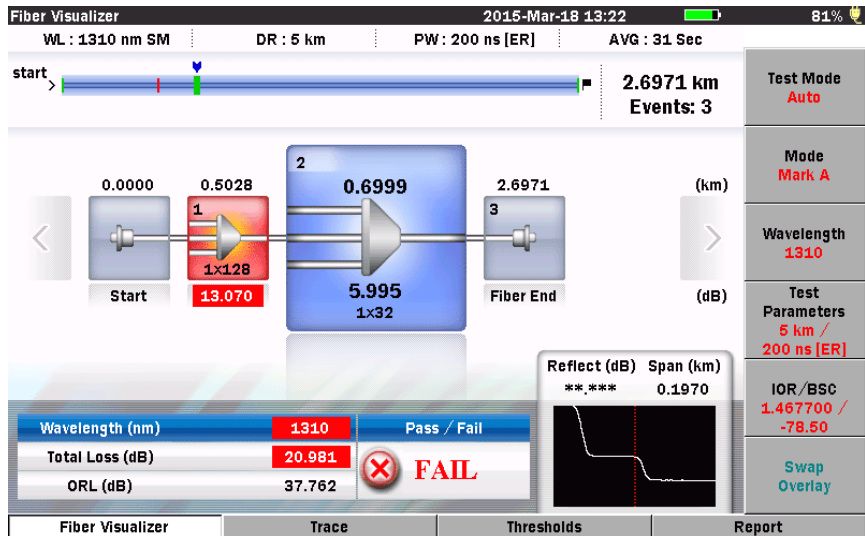 Fiber Visualizer 2015-Mar-18 13:22 81%
WL : 1310 nm SM DR : 5 km PW : 200 ns [ER] AVG : 31 Sec
start
2.6971 km
Events: 3
0.0000 0.5028 2 0.6999 2.6971 (km)
1 3
1×128
Start 13.070 5.995 Fiber End (dB)
1×32
Reflect (dB) Span (km)
**.*** 0.1970
Wavelength (nm) 1310 Pass / Fail
Total Loss (dB) 20.981 FAIL
ORL (dB) 37.762
Test Mode
Auto
Mode
Mark A
Wavelength
1310
Test
Parameters
5 km /
200 ns [ER]
IOR/BSC
1.467700 /
-78.50
Swap
Overlay
Fiber Visualizer Trace Thresholds Report